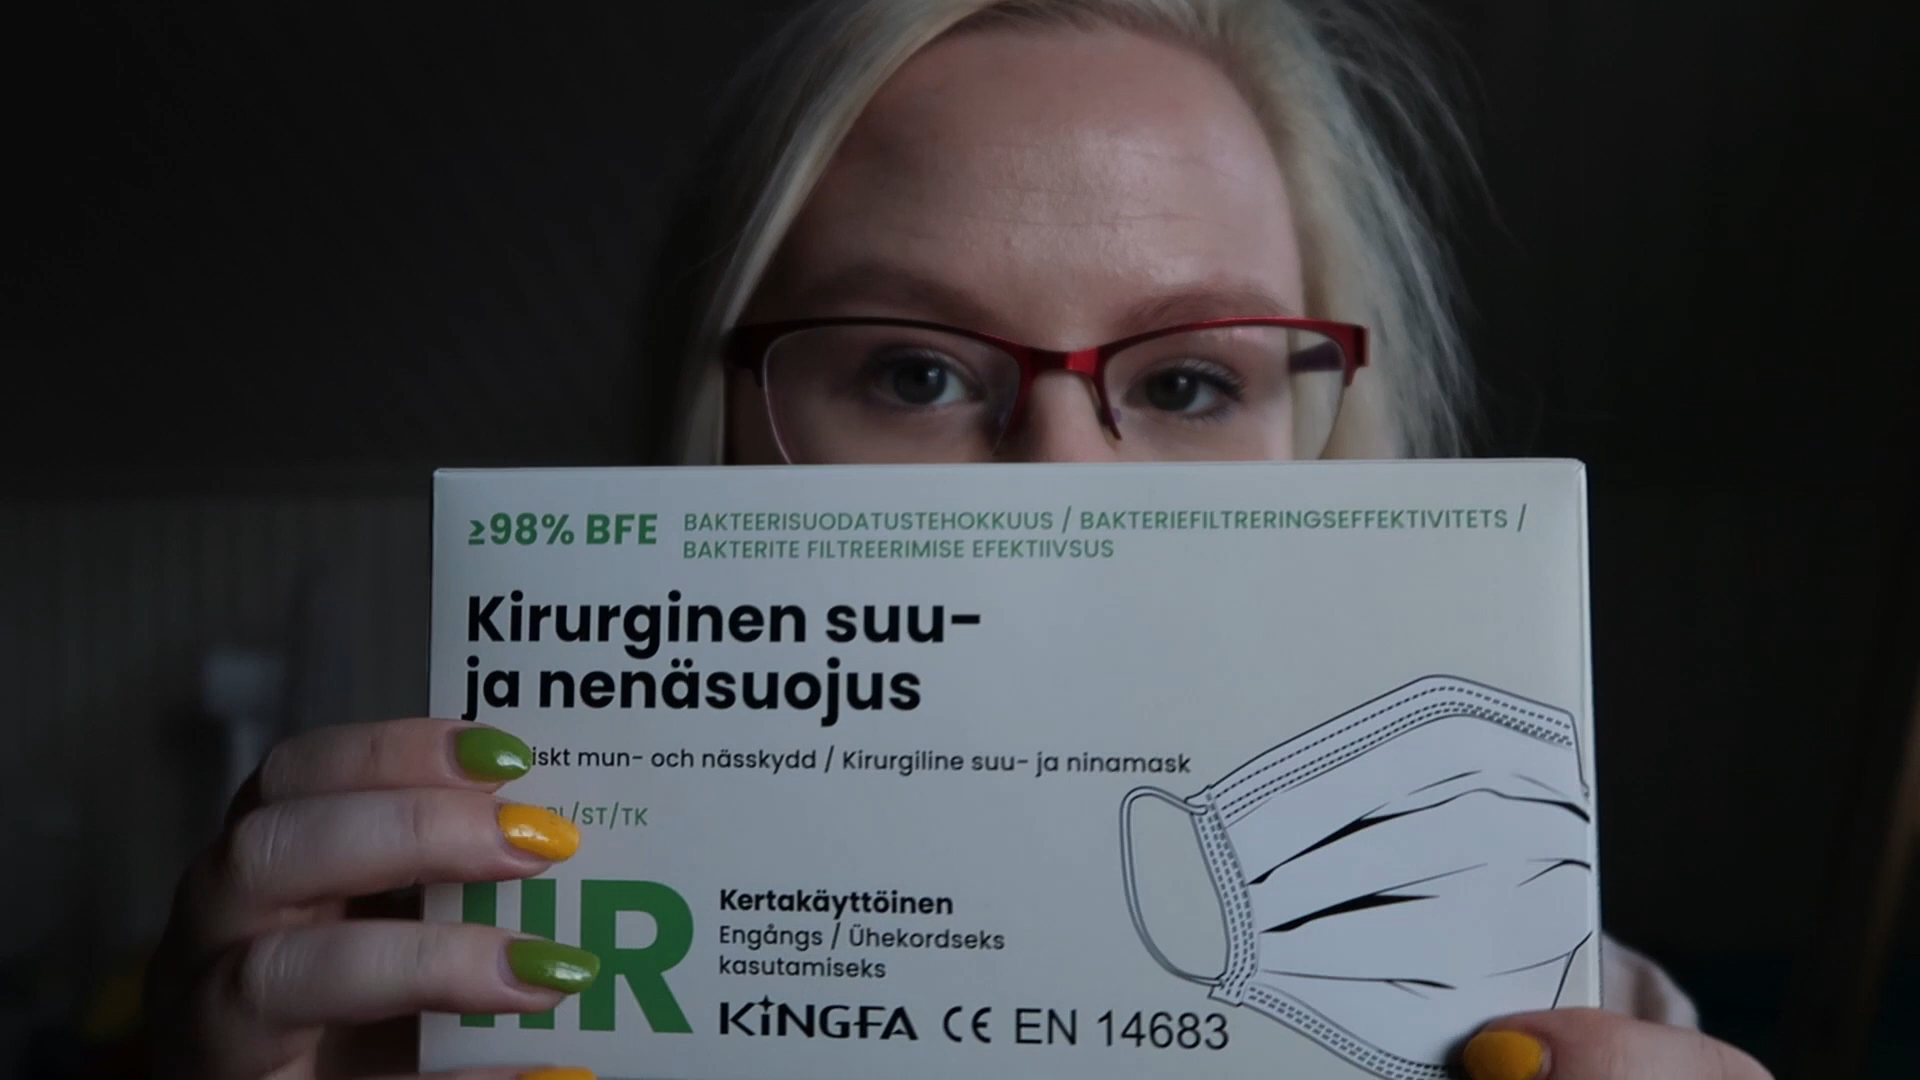 ≥98% BFE
BAKTEERISUODATUSTEHOKKUUS / BAKTERIEFILTRERINGSEFFEKTIVITETS /
BAKTERITE FILTREERIMISE EFEKTIIVSUS
Kirurginen suu-
ja nenäsuojus
mun- och nässkydd / Kirurgiline suu- ja ninamask
/ST/TK
IIR
Kertakäyttöinen
Engångs / Ühekordseks
kasutamiseks
KiNGFA CE EN 14683